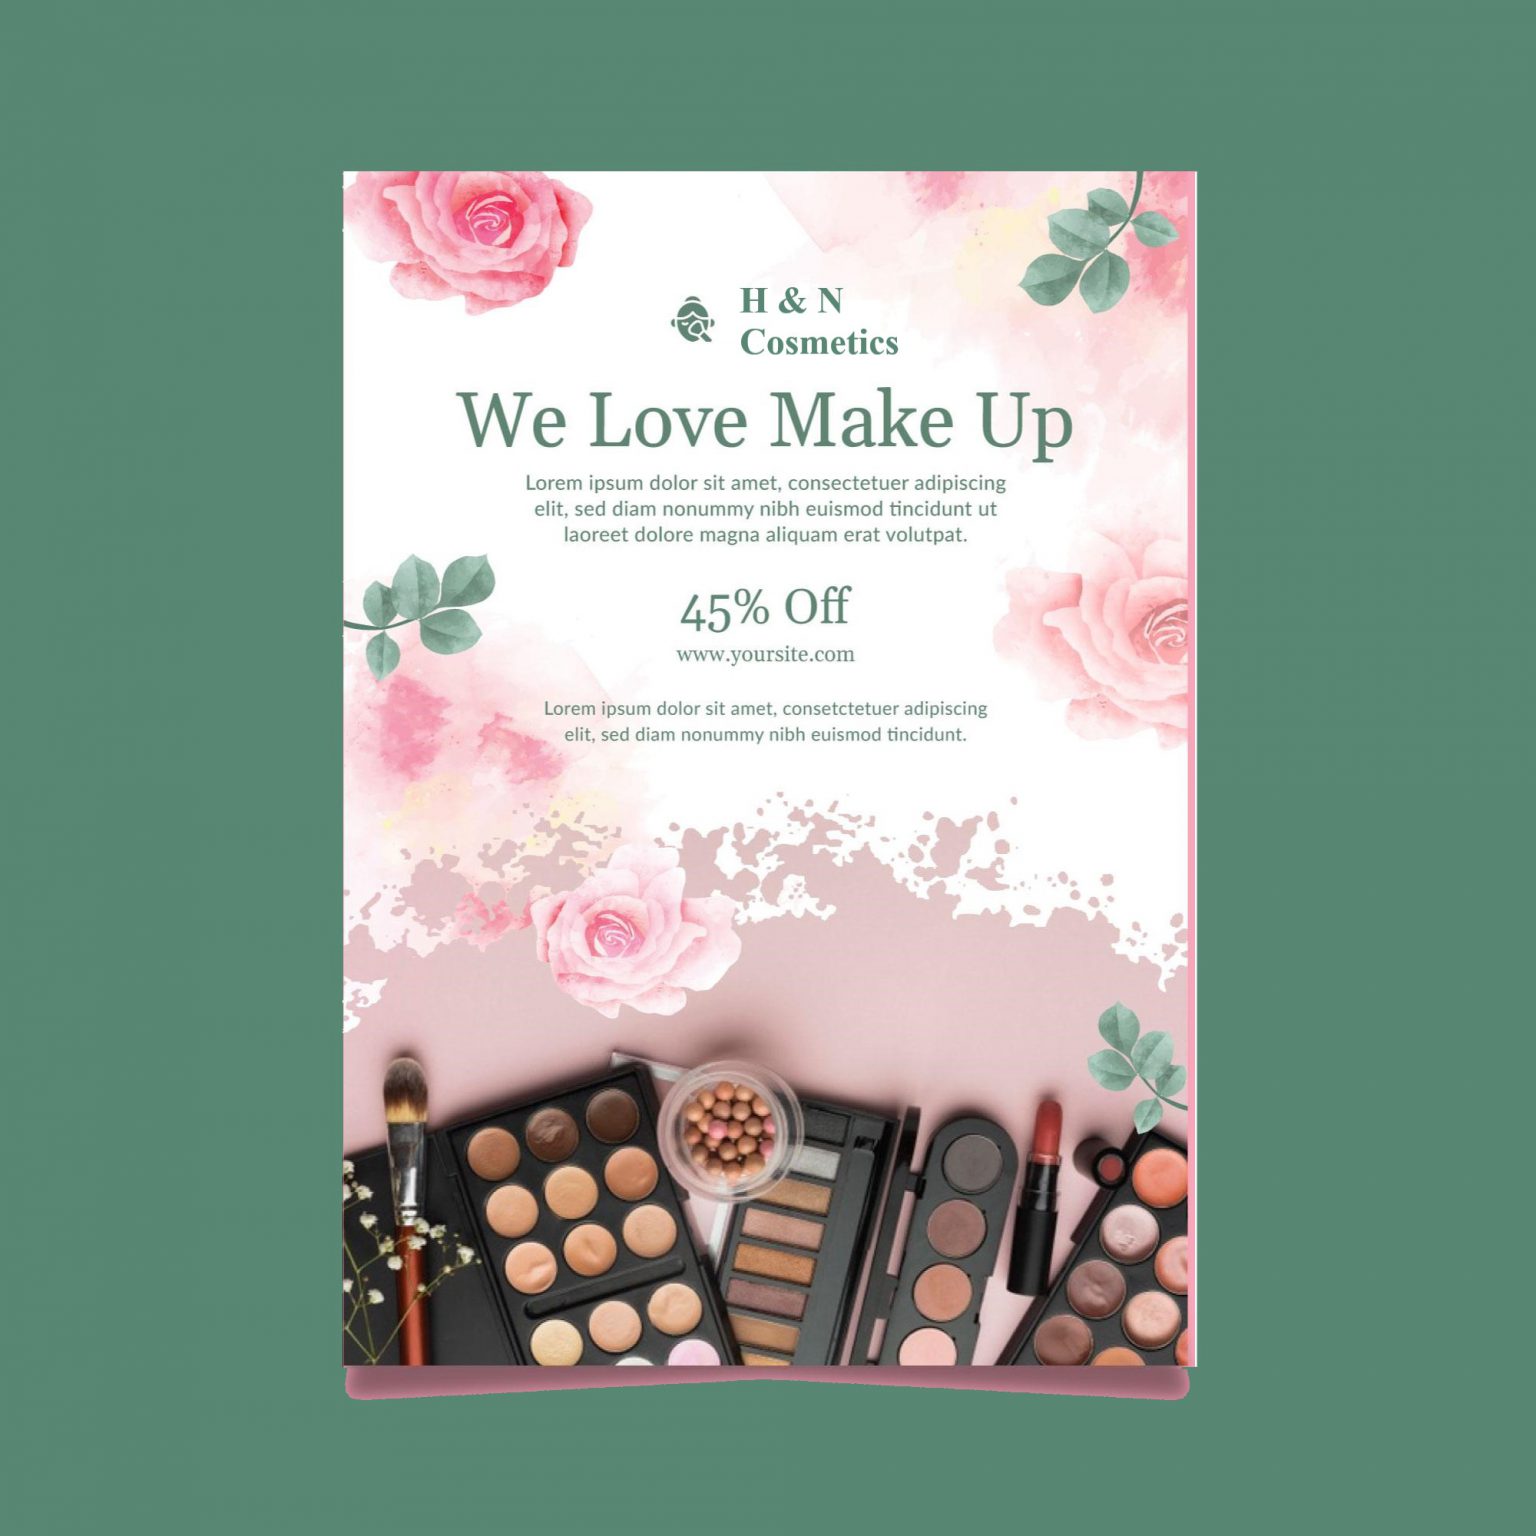 H & N
Cosmetics
We Love Make Up
Lorem ipsum dolor sit amet, consectetuer adipiscing
elit, sed diam nonummy nibh euismod tincidunt ut
laoreet dolore magna aliquam erat volutpat.
45% Off
www.yoursite.com
Lorem ipsum dolor sit amet, consetctetuer adipiscing
elit, sed diam nonummy nibh euismod tincidunt.